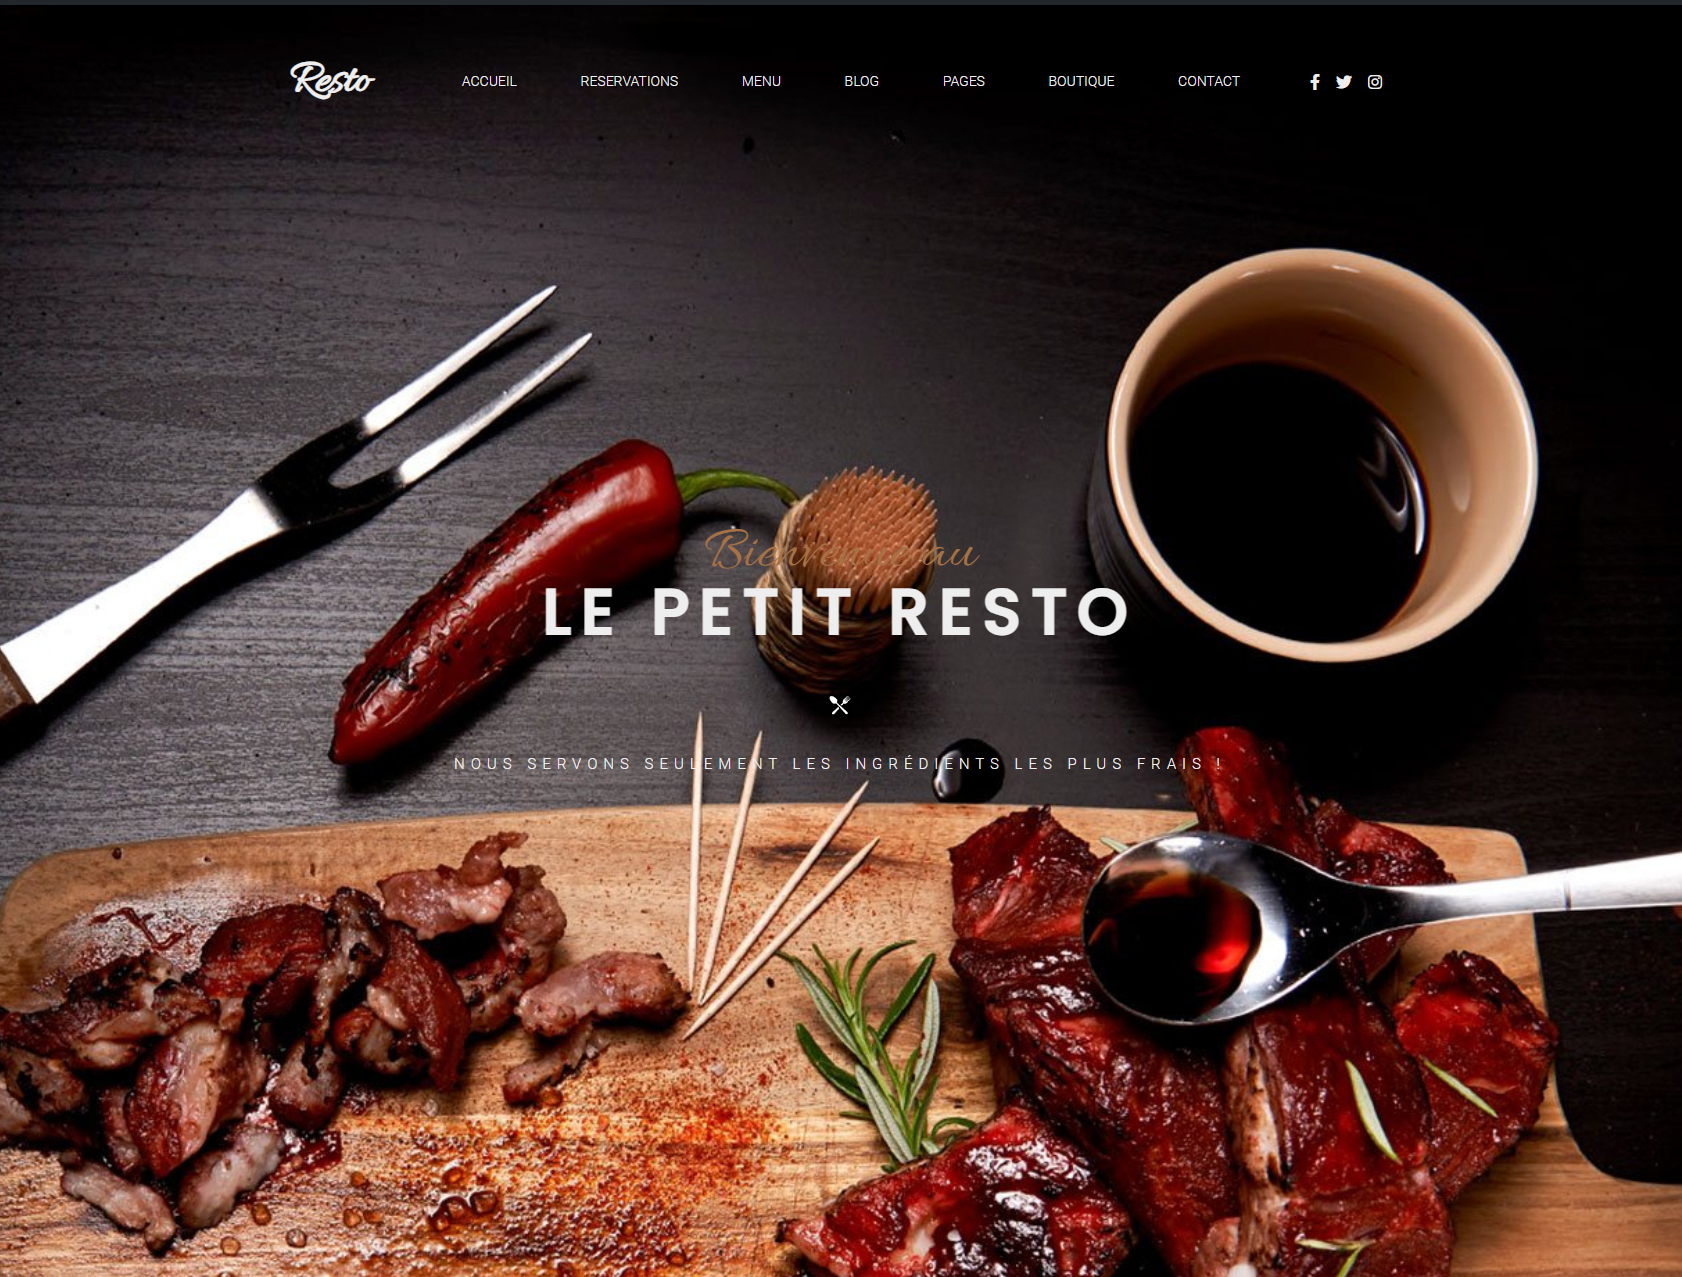 Resto
ACCUEIL RESERVATIONS MENU BLOG PAGES BOUTIQUE CONTACT
Bienvenue au
LE PETIT RESTO
NOUS SERVONS SEULEMENT LES INGRÉDIENTS LES PLUS FRAIS !